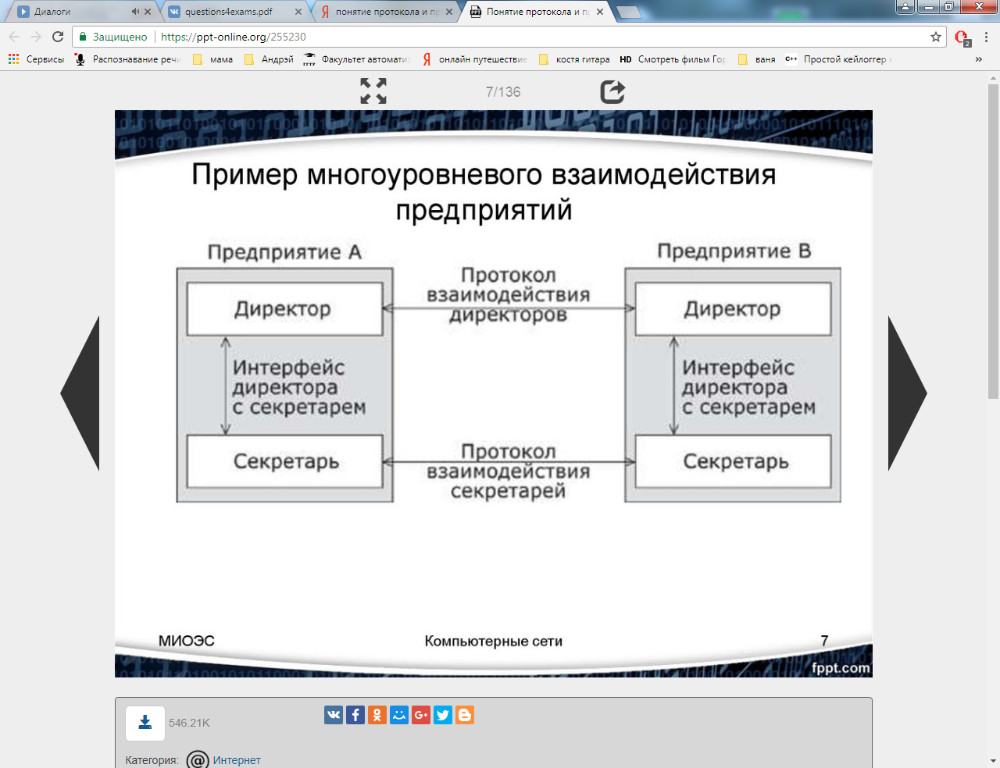 Диалоги
questions4exams.pdf
понятие протокола и пр
Понятие протокола и пр
Защищено
https://ppt-online.org/255230
2
Сервисы
Распознавание речи
мама
Андрэй
Факультет автомати
онлайн путешествие
костя гитара
HD Смотреть фильм Гор
ваня
C++ Простой кейлоггер
»
7/136
Пример многоуровневого взаимодействия
предприятий
Предприятие А
Предприятие В
Директор
Протокол
взаимодействия
директоров
Директор
Интерфейс
директора
с секретарем
Интерфейс
директора
с секретарем
Секретарь
Протокол
взаимодействия
секретарей
Секретарь
МИОЭС
Компьютерные сети
7
fppt.com
546.21K
Категория:
@ Интернет